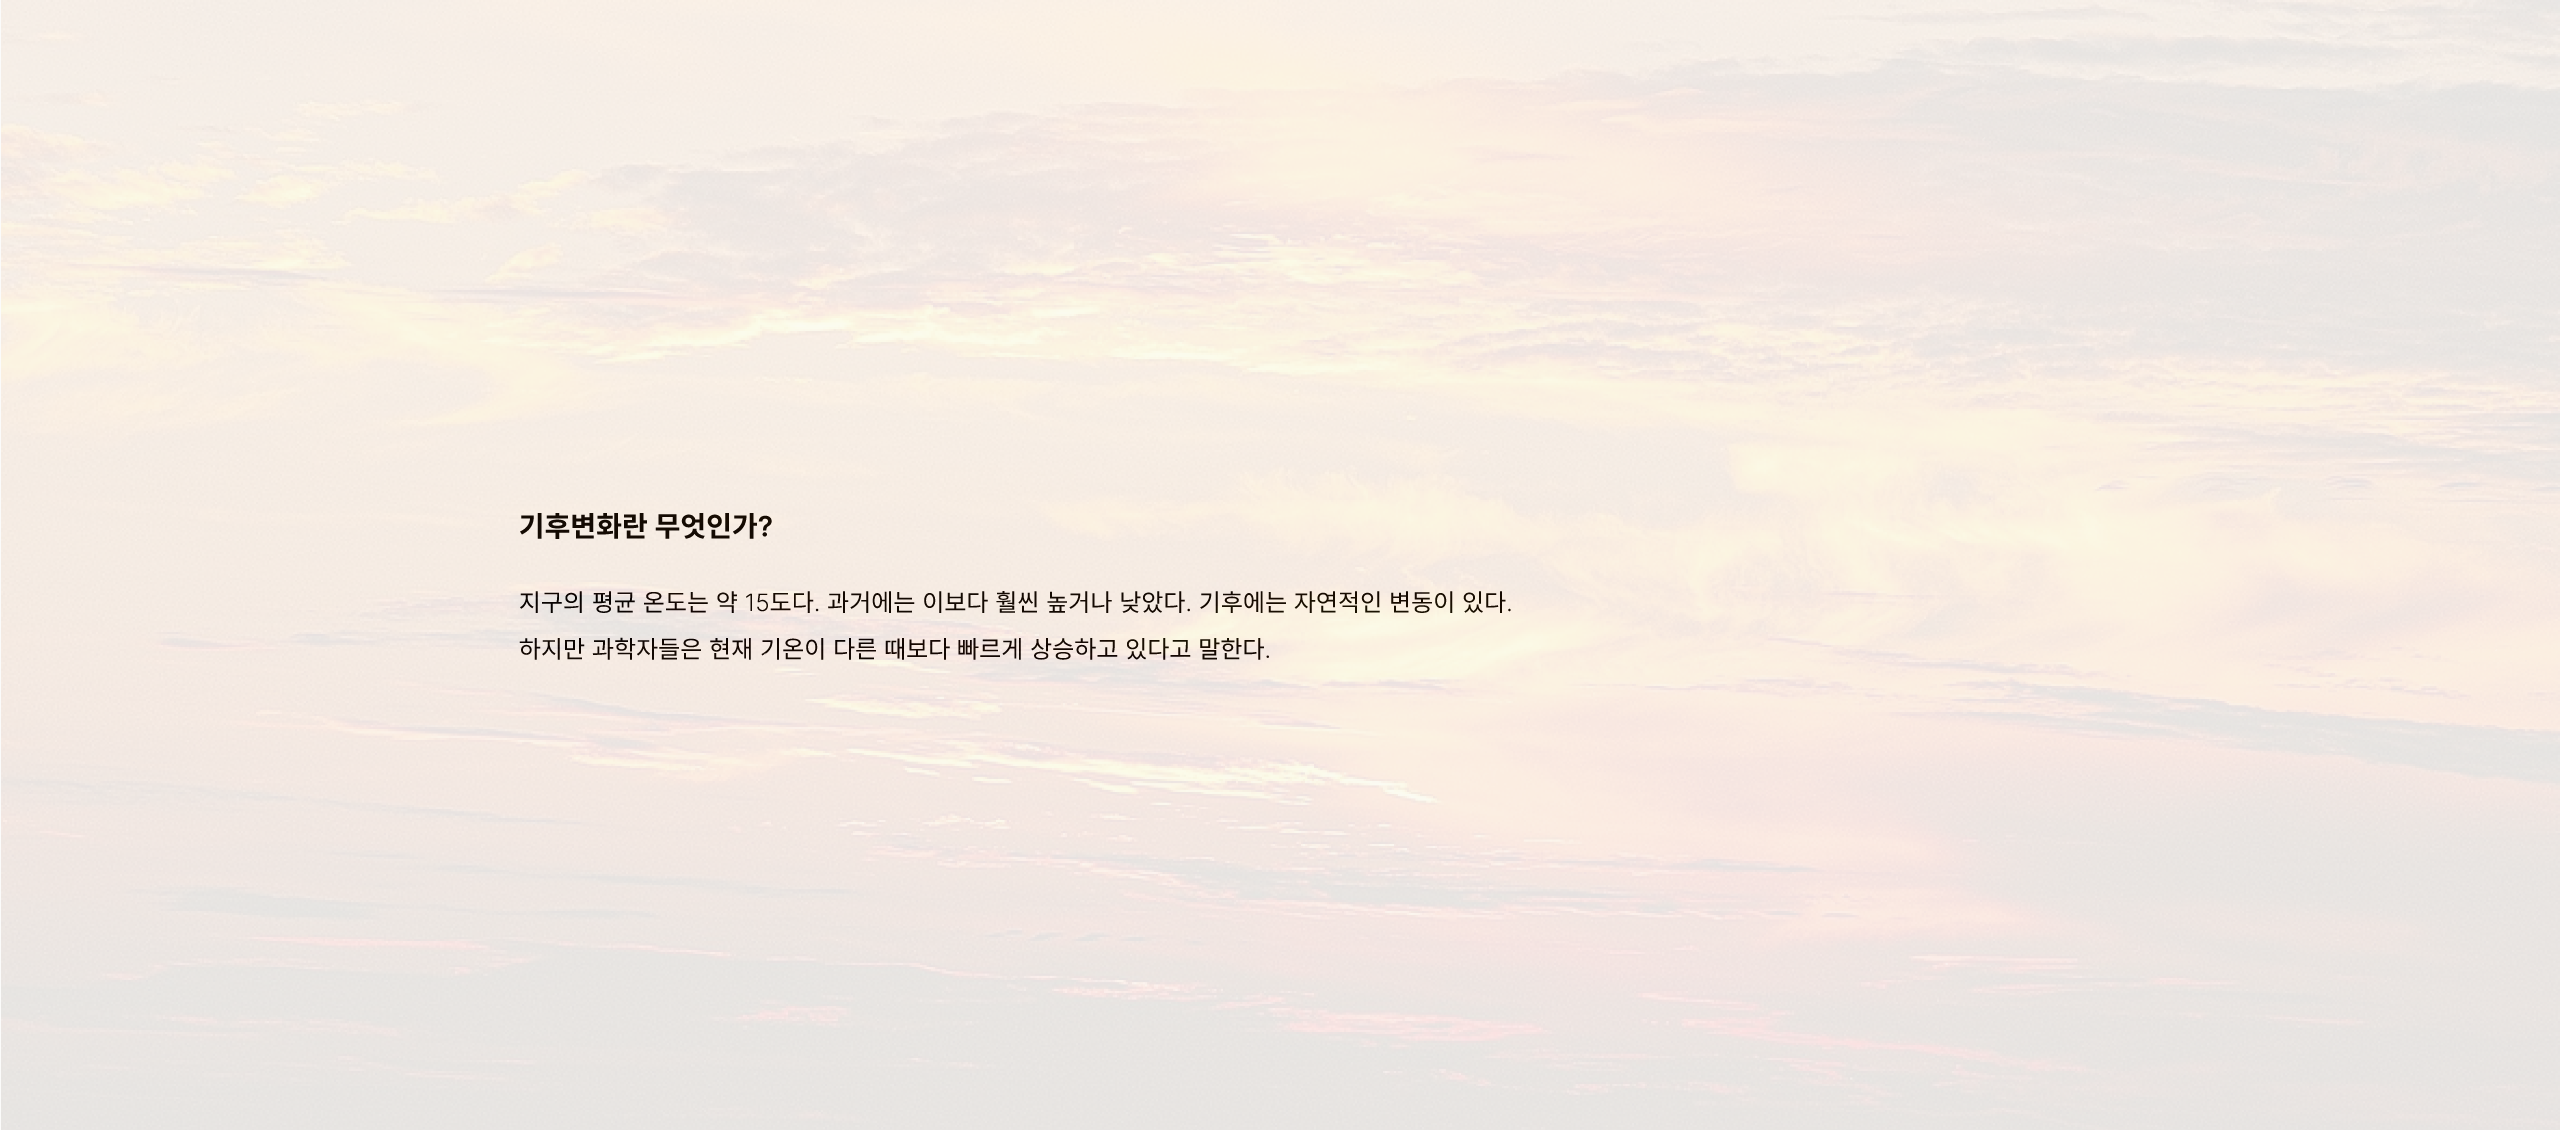 기후변화란 무엇인가?
지구의 평균 온도는 약 15도다. 과거에는 이보다 훨씬 높거나 낮았다. 기후에는 자연적인 변동이 있다.
하지만 과학자들은 현재 기온이 다른 때보다 빠르게 상승하고 있다고 말한다.